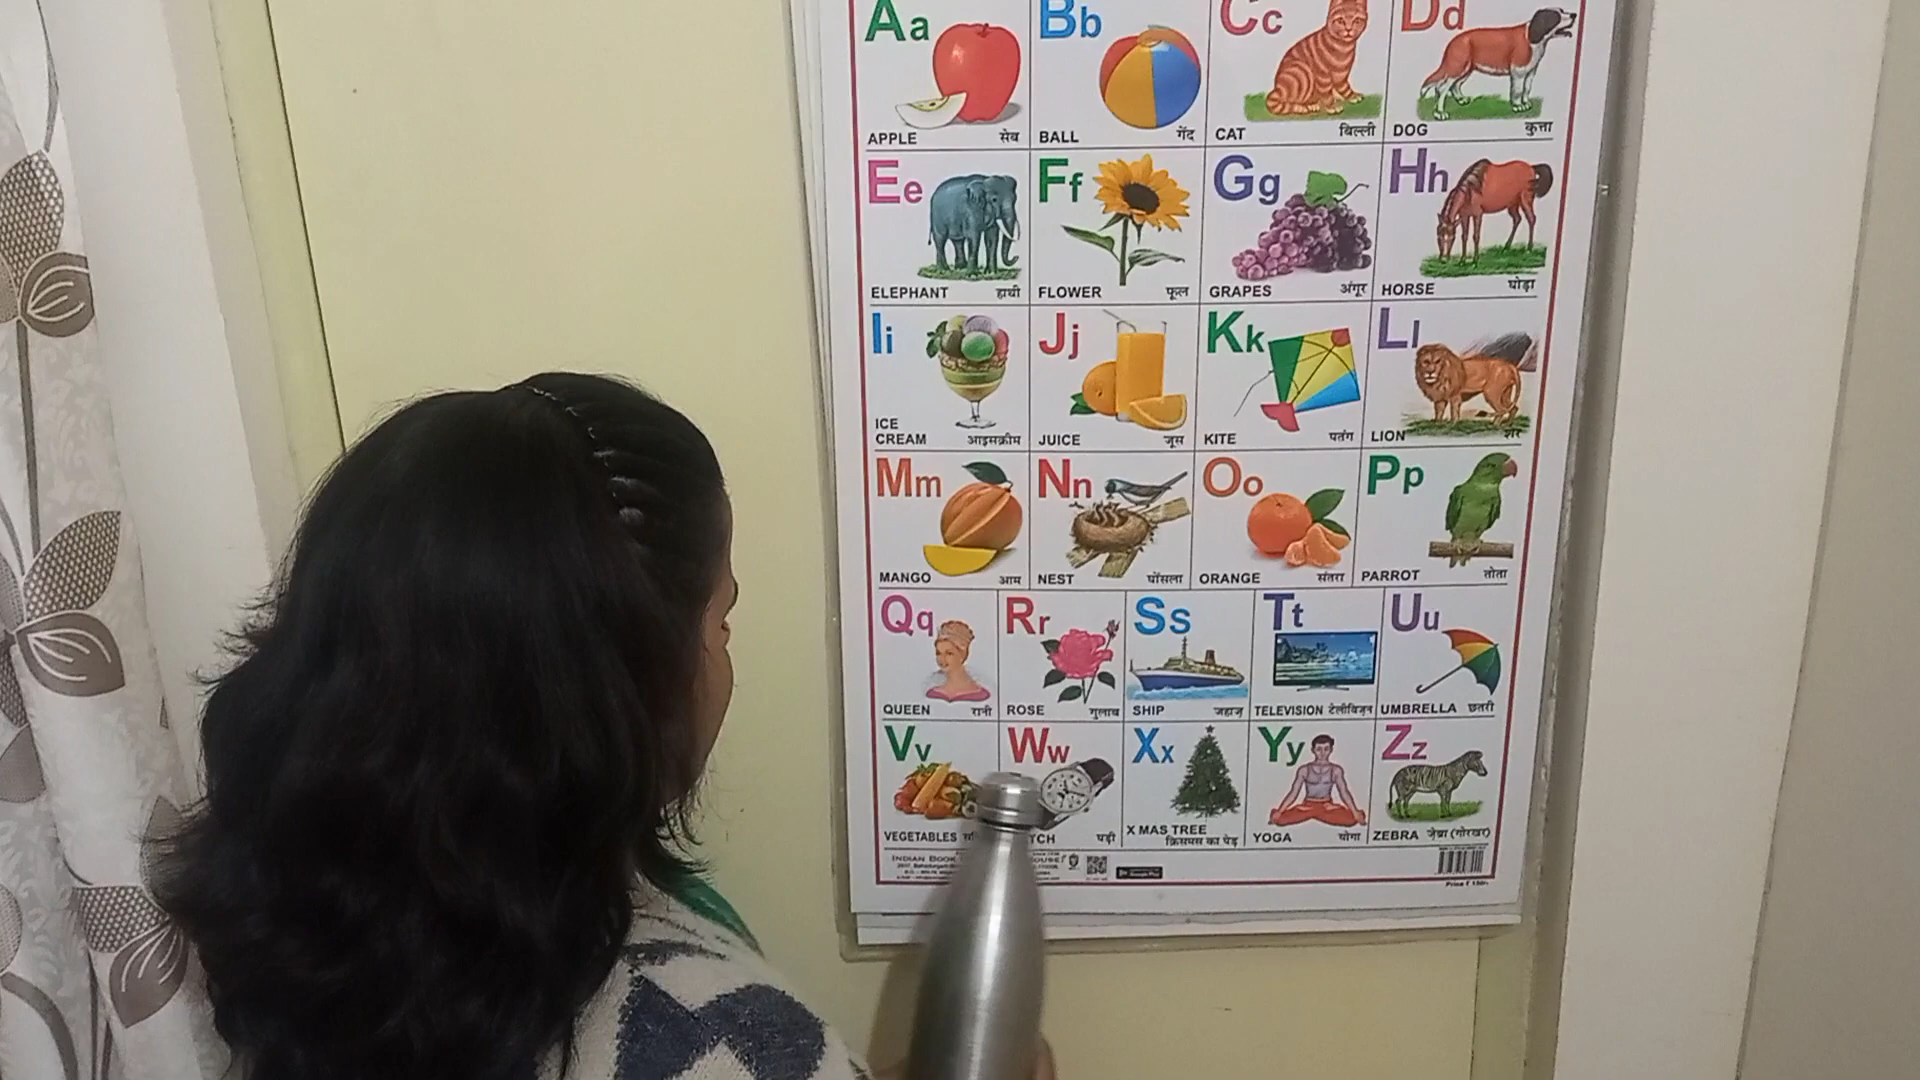 Aa Bb Cc Dd
APPLE सेब BALL गेंद CAT बिल्ली DOG कुत्ता
Ee Ff Gg Hh
ELEPHANT हाथी FLOWER फूल GRAPES अंगूर HORSE घोड़ा
Ii Jj Kk Ll
ICE
CREAM आइसक्रीम JUICE जूस KITE पतंग LION शेर
Mm Nn Oo Pp
MANGO आम NEST घोंसला ORANGE संतरा PARROT तोता
Qq Rr Ss Tt Uu
QUEEN रानी ROSE गुलाब SHIP जहाज़ TELEVISION टेलीविज़न UMBRELLA छतरी
Vv Ww Xx Yy Zz
VEGETABLES TCH घड़ी X MAS TREE क्रिसमस का पेड़ YOGA योगा ZEBRA ज़ेब्रा (गोरखर)
INDIAN BOOK